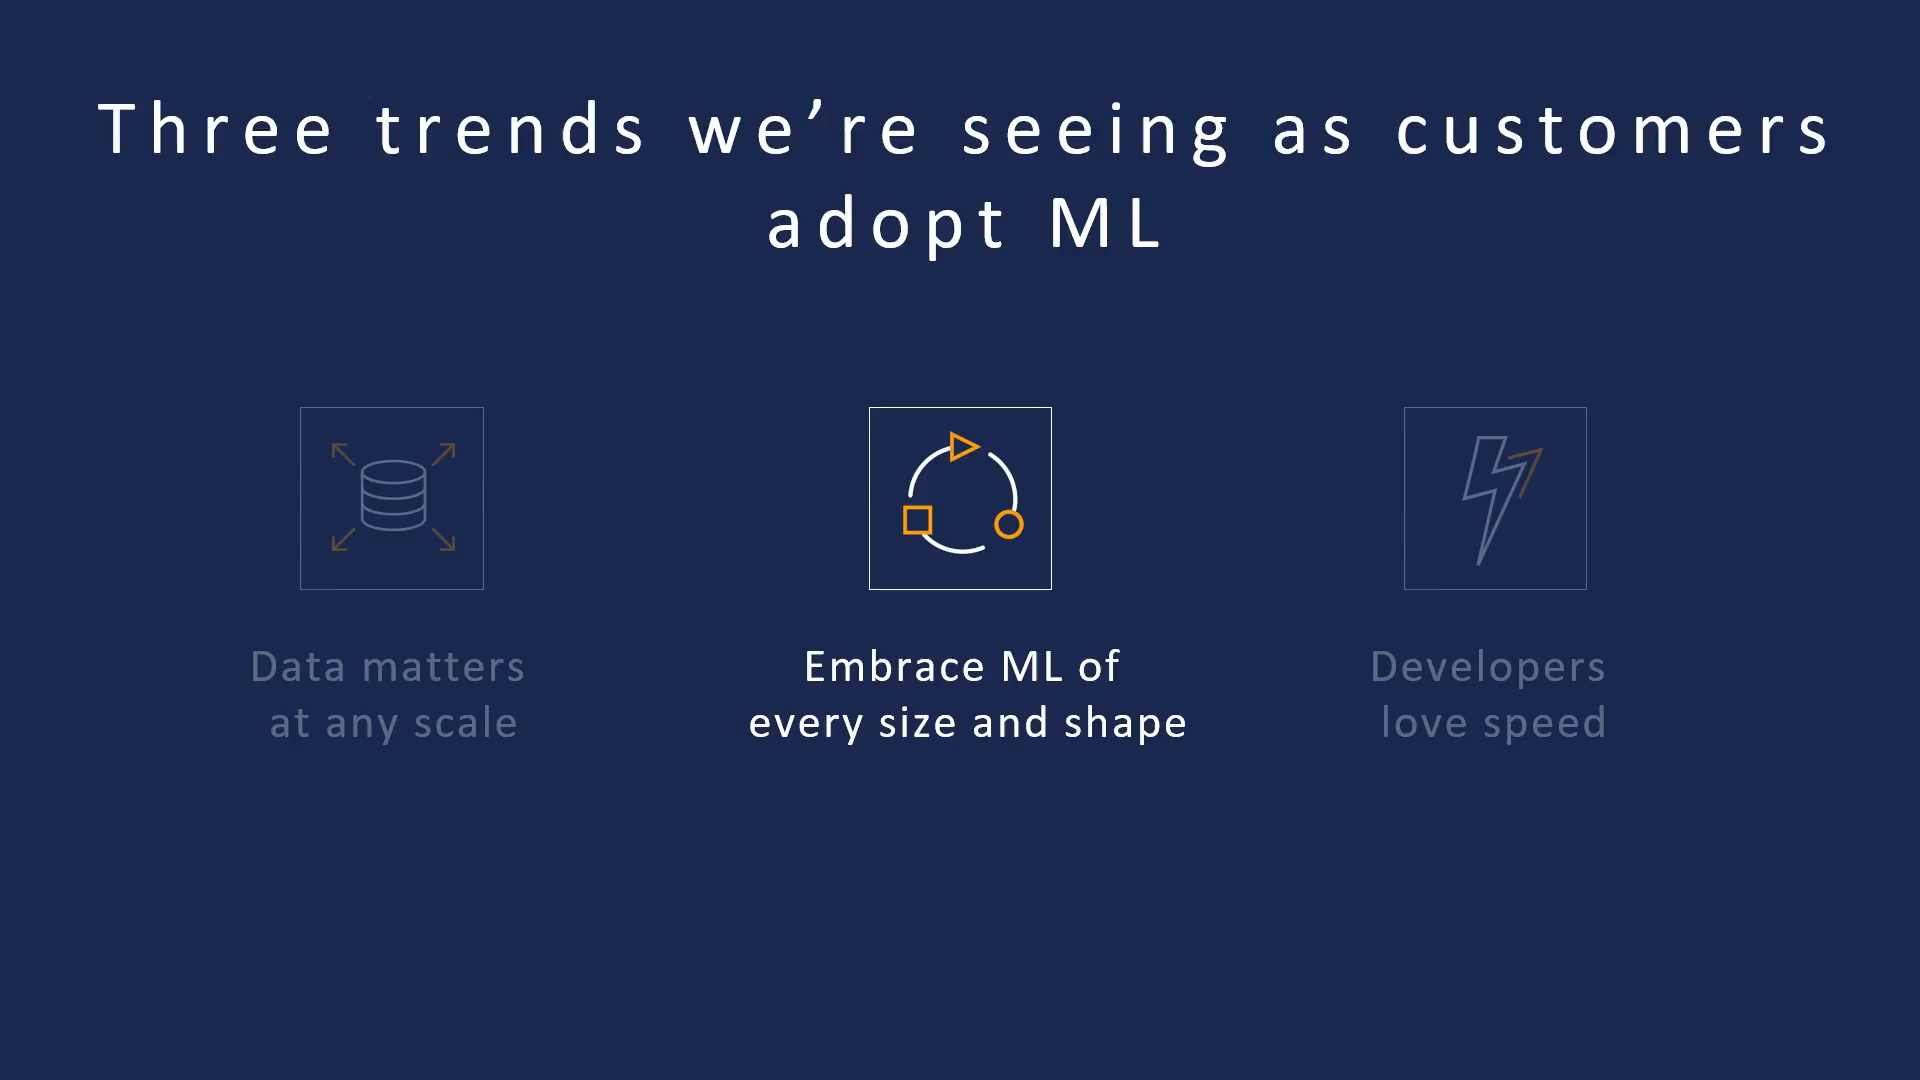 Three trends we’re seeing as customers
adopt ML
Data matters
at any scale
Embrace ML of
every size and shape
Developers
love speed